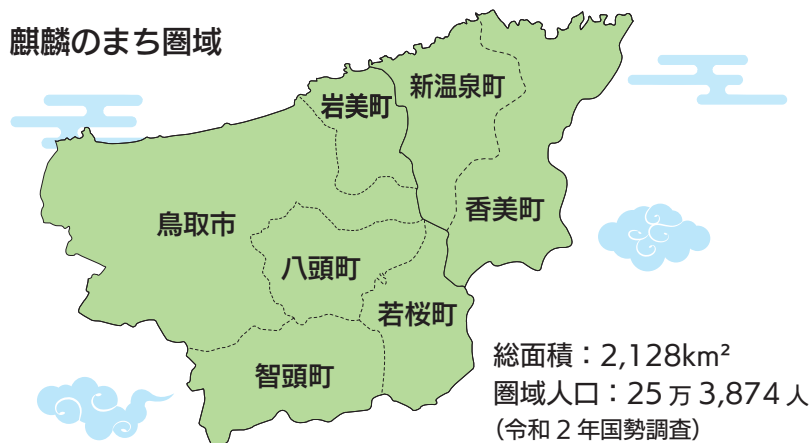 麒麟のまち圏域
新温泉町
岩美町
香美町
鳥取市
八頭町
若桜町
智頭町
総面積：2,128km²
圏域人口：25万3,874人
(令和2年国勢調査)